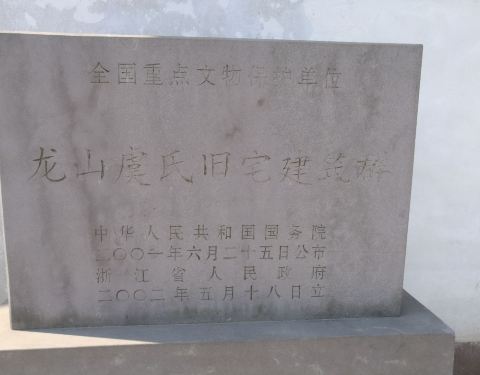 全国重点文物保护单位
龙山虞氏旧宅建筑群
中华人民共和国国务院
二〇〇一年六月二十五日公布
浙江省人民政府
二〇〇二年五月十八日立